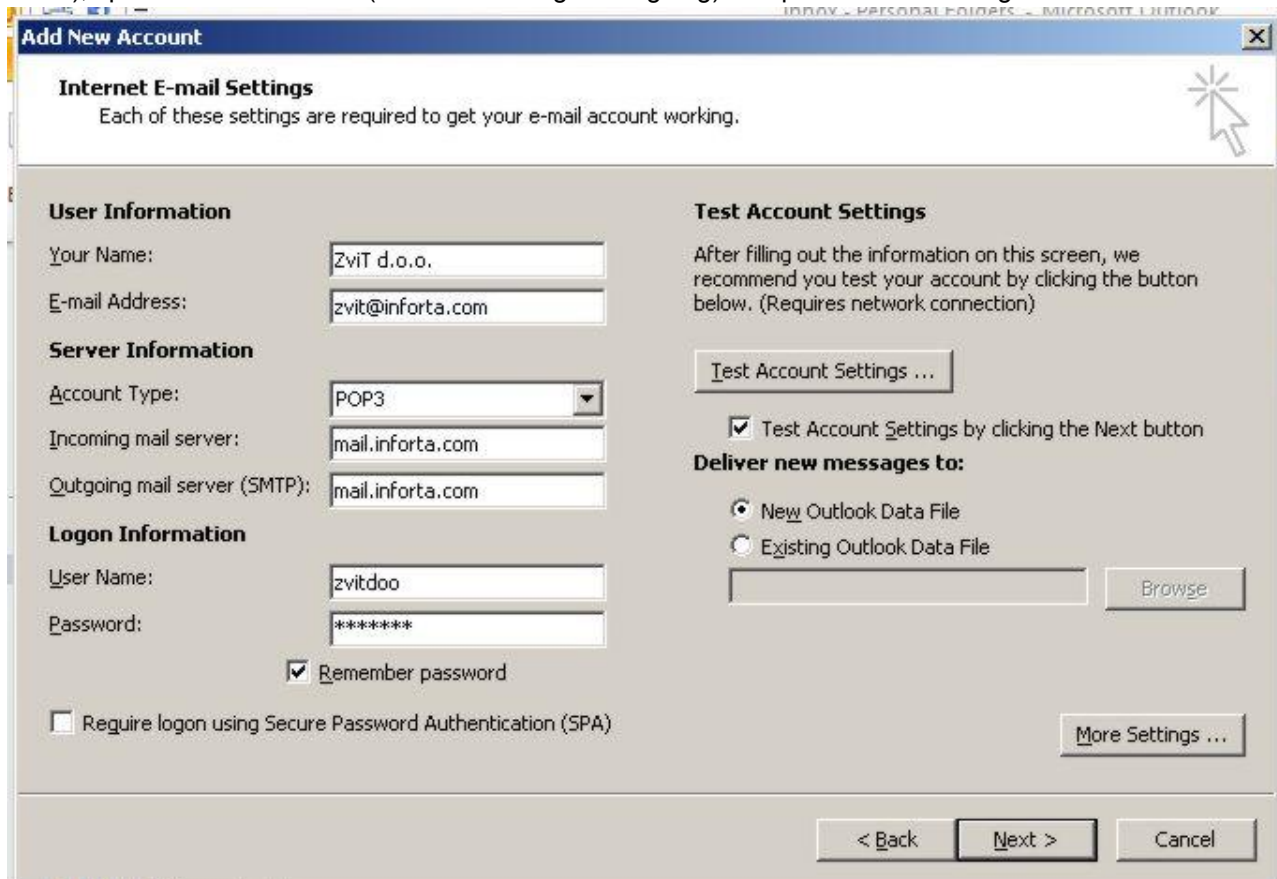 Inbox - Personal Folders - Microsoft Outlook
Add New Account
Internet E-mail Settings
Each of these settings are required to get your e-mail account working.
User Information
Your Name:
ZviT d.o.o.
E-mail Address:
zvit@inforta.com
Server Information
Account Type:
POP3
Incoming mail server:
mail.inforta.com
Outgoing mail server (SMTP):
mail.inforta.com
Logon Information
User Name:
zvitdoo
Password:
*******
Remember password
Require logon using Secure Password Authentication (SPA)
Test Account Settings
After filling out the information on this screen, we
recommend you test your account by clicking the button
below. (Requires network connection)
Test Account Settings ...
Test Account Settings by clicking the Next button
Deliver new messages to:
New Outlook Data File
Existing Outlook Data File
Browse
More Settings ...
< Back
Next >
Cancel